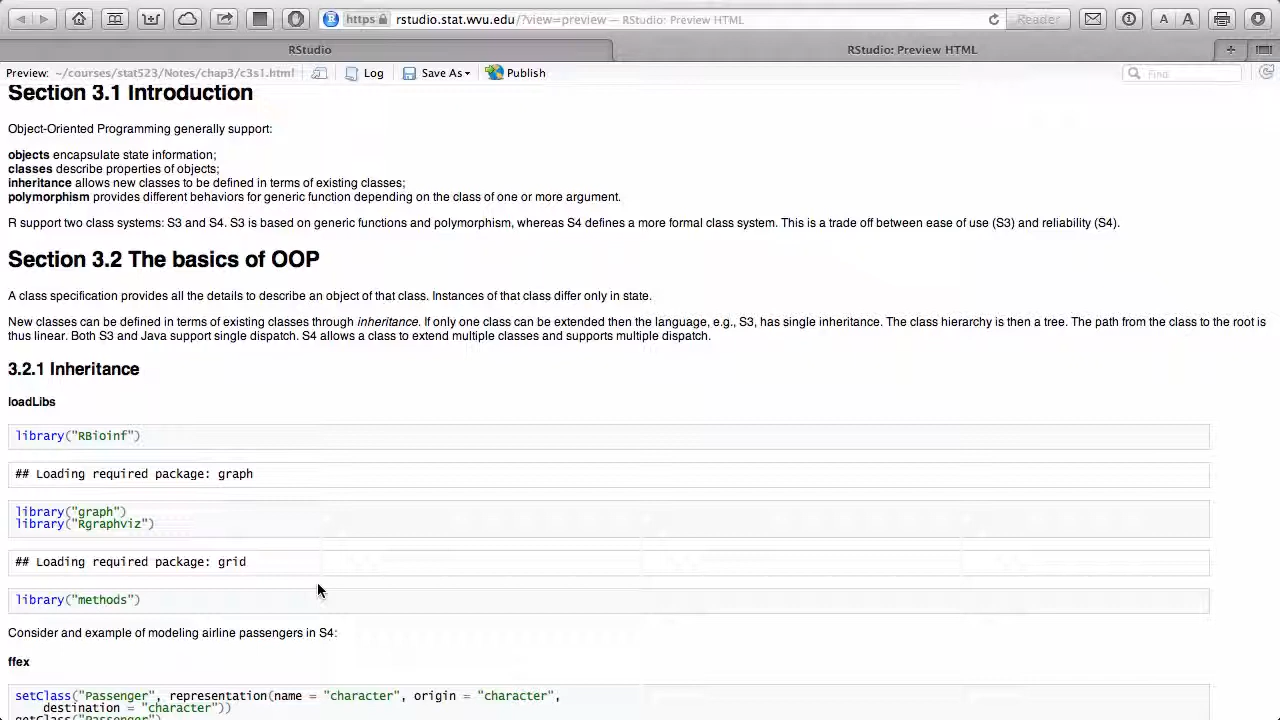 https rstudio.stat.wvu.edu/?view=preview — RStudio: Preview HTML
Reader
A A
RStudio
RStudio: Preview HTML
Preview: ~/courses/stat523/Notes/chap3/c3s1.html Log Save As Publish Find
Section 3.1 Introduction
Object-Oriented Programming generally support:
objects encapsulate state information;
classes describe properties of objects;
inheritance allows new classes to be defined in terms of existing classes;
polymorphism provides different behaviors for generic function depending on the class of one or more argument.
R support two class systems: S3 and S4. S3 is based on generic functions and polymorphism, whereas S4 defines a more formal class system. This is a trade off between ease of use (S3) and reliability (S4).
Section 3.2 The basics of OOP
A class specification provides all the details to describe an object of that class. Instances of that class differ only in state.
New classes can be defined in terms of existing classes through inheritance. If only one class can be extended then the language, e.g., S3, has single inheritance. The class hierarchy is then a tree. The path from the class to the root is
thus linear. Both S3 and Java support single dispatch. S4 allows a class to extend multiple classes and supports multiple dispatch.
3.2.1 Inheritance
loadLibs
library("RBioinf")
## Loading required package: graph
library("graph")
library("Rgraphviz")
## Loading required package: grid
library("methods")
Consider and example of modeling airline passengers in S4:
ffex
setClass("Passenger", representation(name = "character", origin = "character",
destination = "character"))
getClass("Passenger")